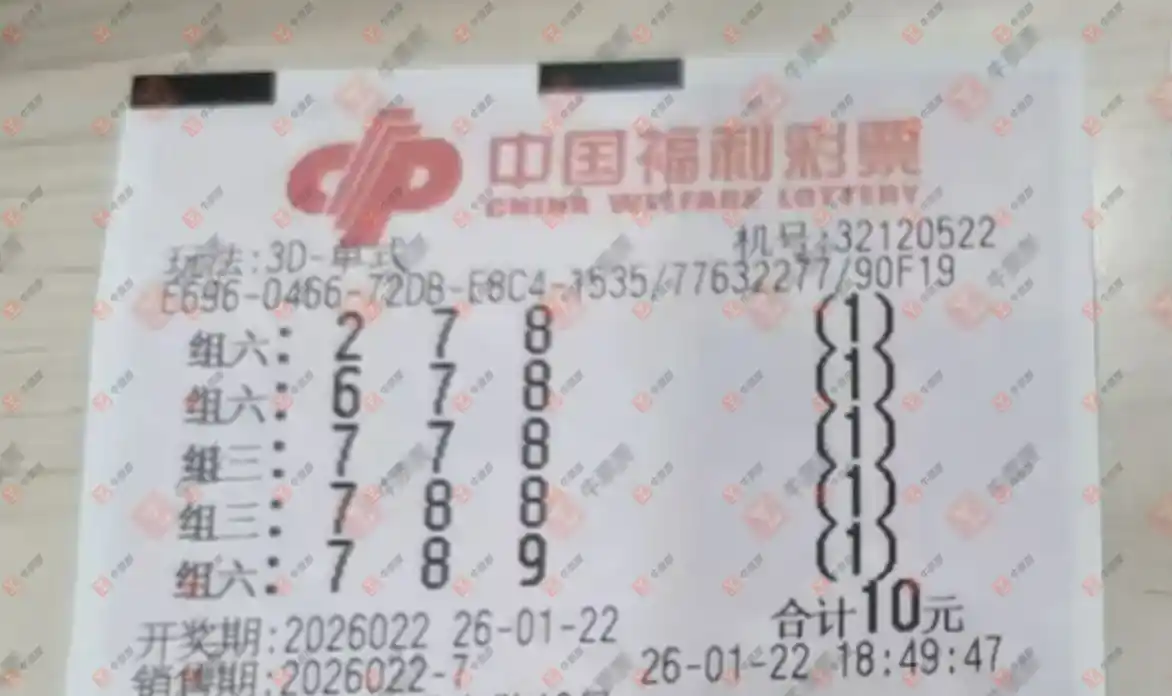 中国福利彩票
CHINA WELFARE LOTTERY
玩法:3D-单式 机号:32120522
E696-0466-72D8-E8C4-1535/77632277/90F19
组六: 2 7 8 (1)
组六: 6 7 8 (1)
组三: 7 7 8 (1)
组三: 7 8 8 (1)
组六: 7 8 9 (1)
合计10元
开奖期:2026022 26-01-22
销售期:2026022-7 26-01-22 18:49:47